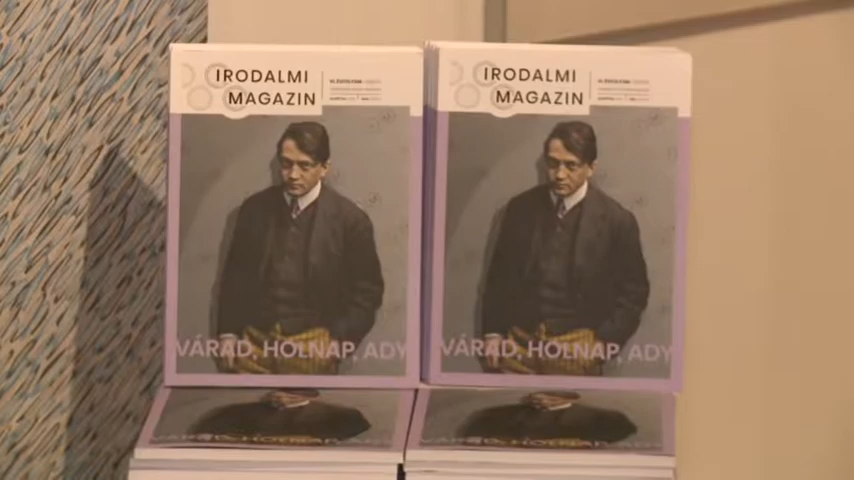 IRODALMI
MAGAZIN
VÁRAD, HOLNAP, ADY
IRODALMI
MAGAZIN
VÁRAD, HOLNAP, ADY